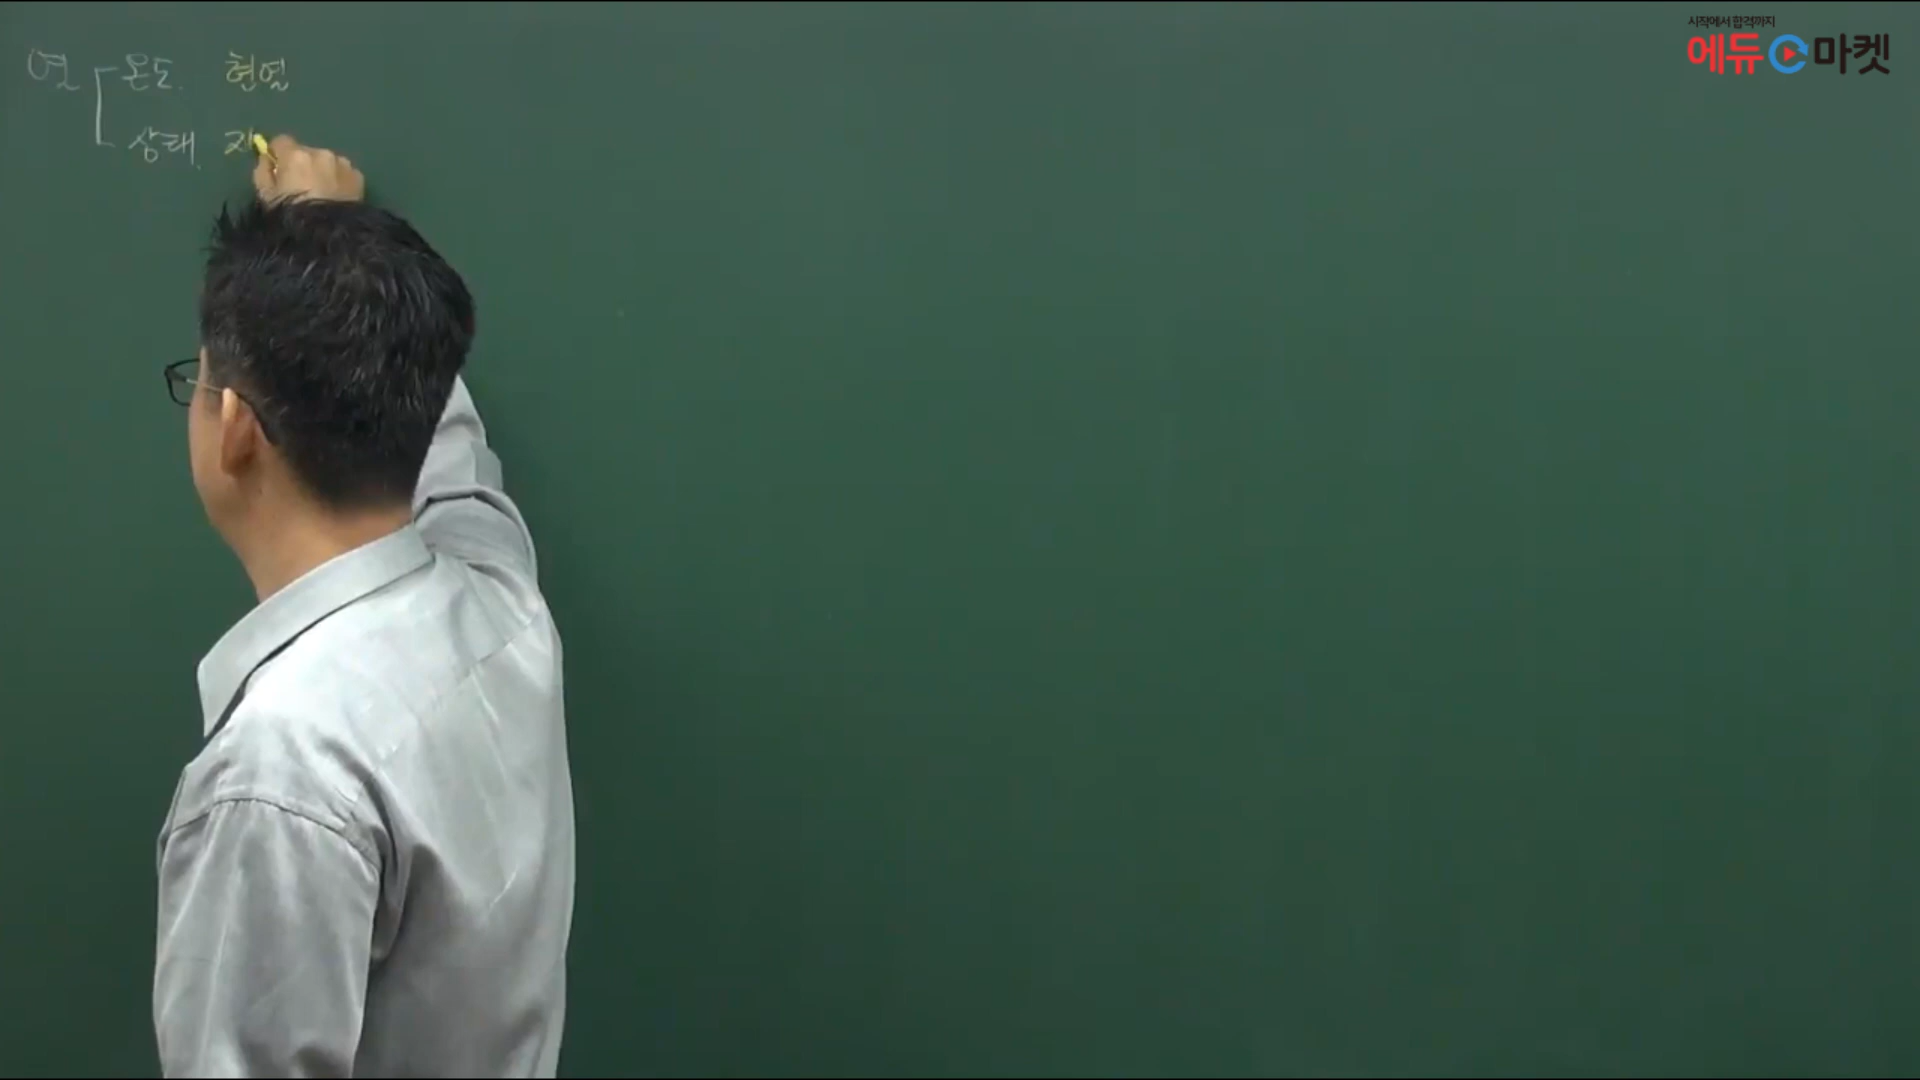 시작에서 합격까지
에듀 마켓
열 온도. 현열
상태.